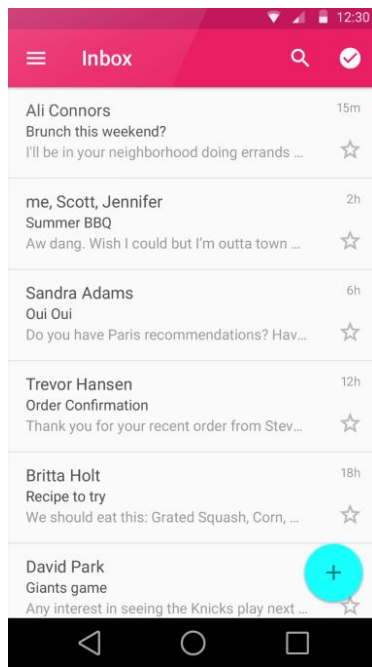 12:30
Inbox
Ali Connors 15m
Brunch this weekend?
I'll be in your neighborhood doing errands ...
me, Scott, Jennifer 2h
Summer BBQ
Aw dang. Wish I could but I'm outta town ...
Sandra Adams 6h
Oui Oui
Do you have Paris recommendations? Hav...
Trevor Hansen 12h
Order Confirmation
Thank you for your recent order from Stev...
Britta Holt 18h
Recipe to try
We should eat this: Grated Squash, Corn, ...
David Park
Giants game
Any interest in seeing the Knicks play next ...